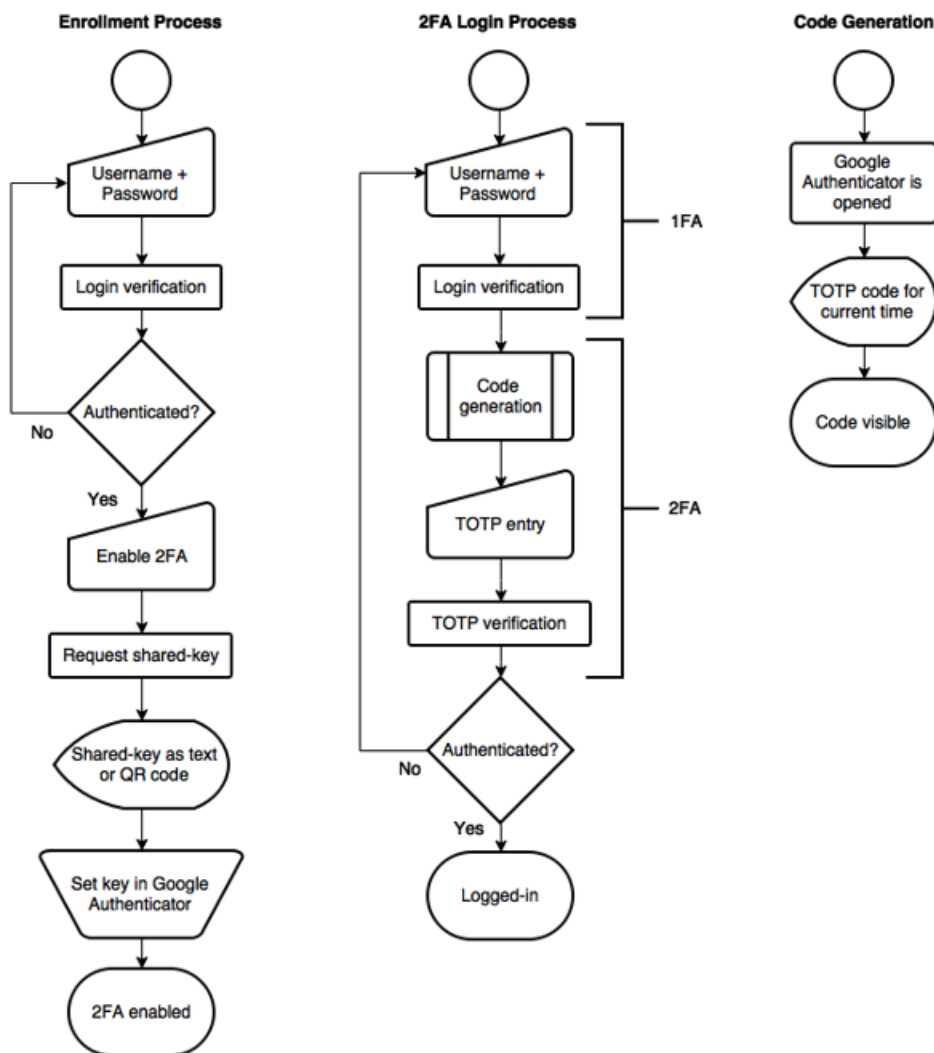 Enrollment Process
Username +
Password
Login verification
Authenticated?
No
Yes
Enable 2FA
Request shared-key
Shared-key as text
or QR code
Set key in Google
Authenticator
2FA enabled
2FA Login Process
Username +
Password
1FA
Login verification
Code
generation
TOTP entry
2FA
TOTP verification
Authenticated?
No
Yes
Logged-in
Code Generation
Google
Authenticator is
opened
TOTP code for
current time
Code visible